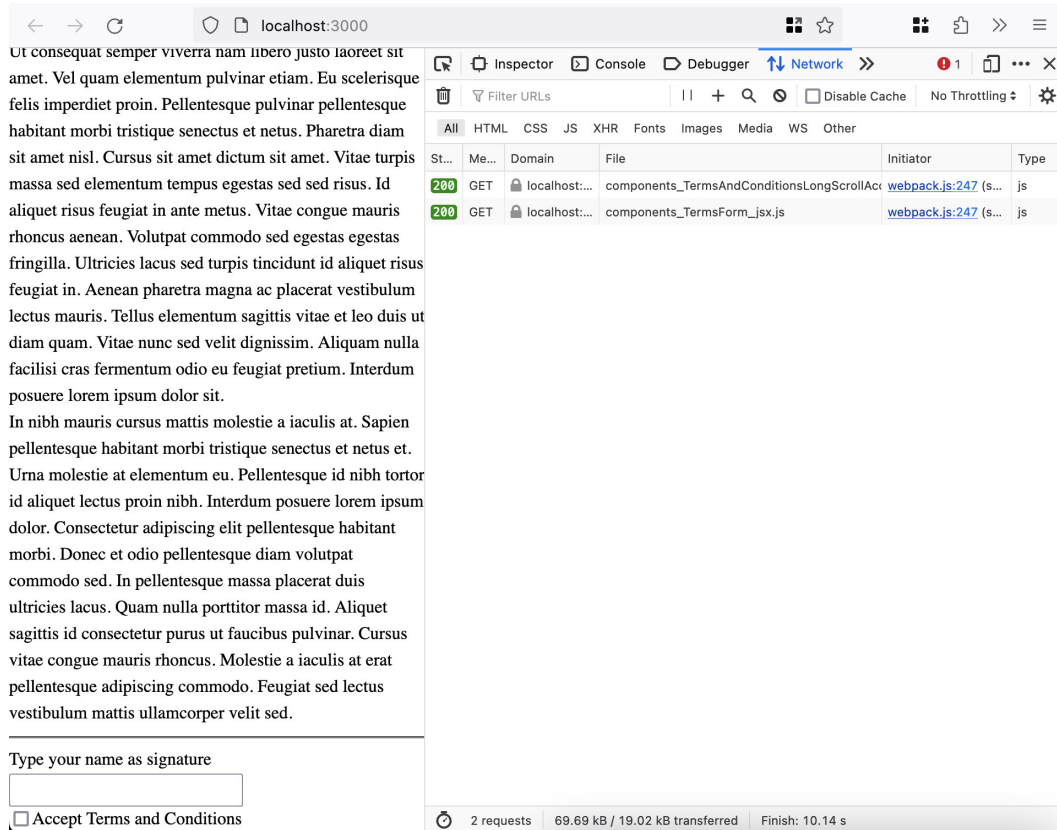 localhost:3000
Ut consequat semper viverra nam libero justo laoreet sit
amet. Vel quam elementum pulvinar etiam. Eu scelerisque
felis imperdiet proin. Pellentesque pulvinar pellentesque
habitant morbi tristique senectus et netus. Pharetra diam
sit amet nisl. Cursus sit amet dictum sit amet. Vitae turpis
massa sed elementum tempus egestas sed sed risus. Id
aliquet risus feugiat in ante metus. Vitae congue mauris
rhoncus aenean. Volutpat commodo sed egestas egestas
fringilla. Ultricies lacus sed turpis tincidunt id aliquet risus
feugiat in. Aenean pharetra magna ac placerat vestibulum
lectus mauris. Tellus elementum sagittis vitae et leo duis ut
diam quam. Vitae nunc sed velit dignissim. Aliquam nulla
facilisi cras fermentum odio eu feugiat pretium. Interdum
posuere lorem ipsum dolor sit.
In nibh mauris cursus mattis molestie a iaculis at. Sapien
pellentesque habitant morbi tristique senectus et netus et.
Urna molestie at elementum eu. Pellentesque id nibh tortor
id aliquet lectus proin nibh. Interdum posuere lorem ipsum
dolor. Consectetur adipiscing elit pellentesque habitant
morbi. Donec et odio pellentesque diam volutpat
commodo sed. In pellentesque massa placerat duis
ultricies lacus. Quam nulla porttitor massa id. Aliquet
sagittis id consectetur purus ut faucibus pulvinar. Cursus
vitae congue mauris rhoncus. Molestie a iaculis at erat
pellentesque adipiscing commodo. Feugiat sed lectus
vestibulum mattis ullamcorper velit sed.
Type your name as signature
Accept Terms and Conditions
Inspector Console Debugger Network 1
Filter URLs Disable Cache No Throttling
All HTML CSS JS XHR Fonts Images Media WS Other
St... Me... Domain File Initiator Type
200 GET localhost:... components_TermsAndConditionsLongScrollAcc webpack.js:247 (s... js
200 GET localhost:... components_TermsForm_jsx.js webpack.js:247 (s... js
2 requests 69.69 kB / 19.02 kB transferred Finish: 10.14 s